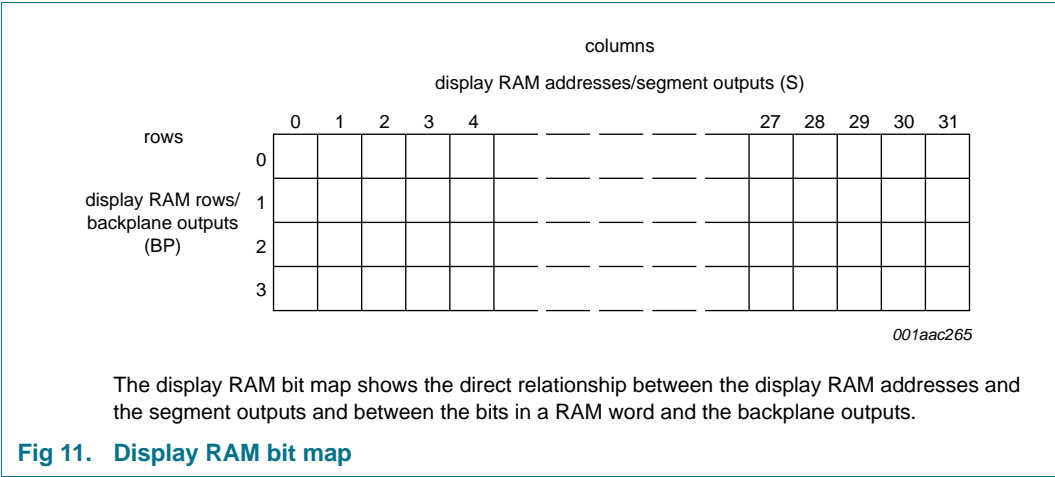 columns
display RAM addresses/segment outputs (S)
0 1 2 3 4 27 28 29 30 31
rows
0
display RAM rows/ 1
backplane outputs
(BP) 2
3
001aac265
The display RAM bit map shows the direct relationship between the display RAM addresses and
the segment outputs and between the bits in a RAM word and the backplane outputs.
Fig 11. Display RAM bit map